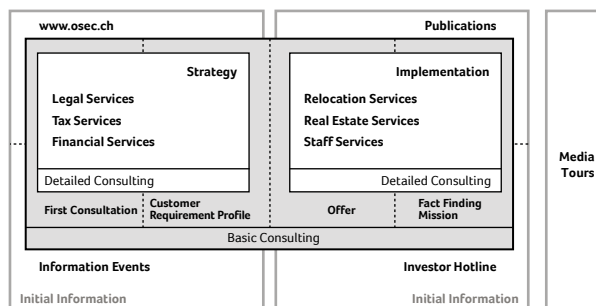 www.osec.ch
Publications
Strategy
Implementation
Legal Services
Relocation Services
Tax Services
Real Estate Services
Financial Services
Staff Services
Media
Tours
Detailed Consulting
Detailed Consulting
First Consultation
Customer
Requirement Profile
Offer
Fact Finding
Mission
Basic Consulting
Information Events
Investor Hotline
Initial Information
Initial Information